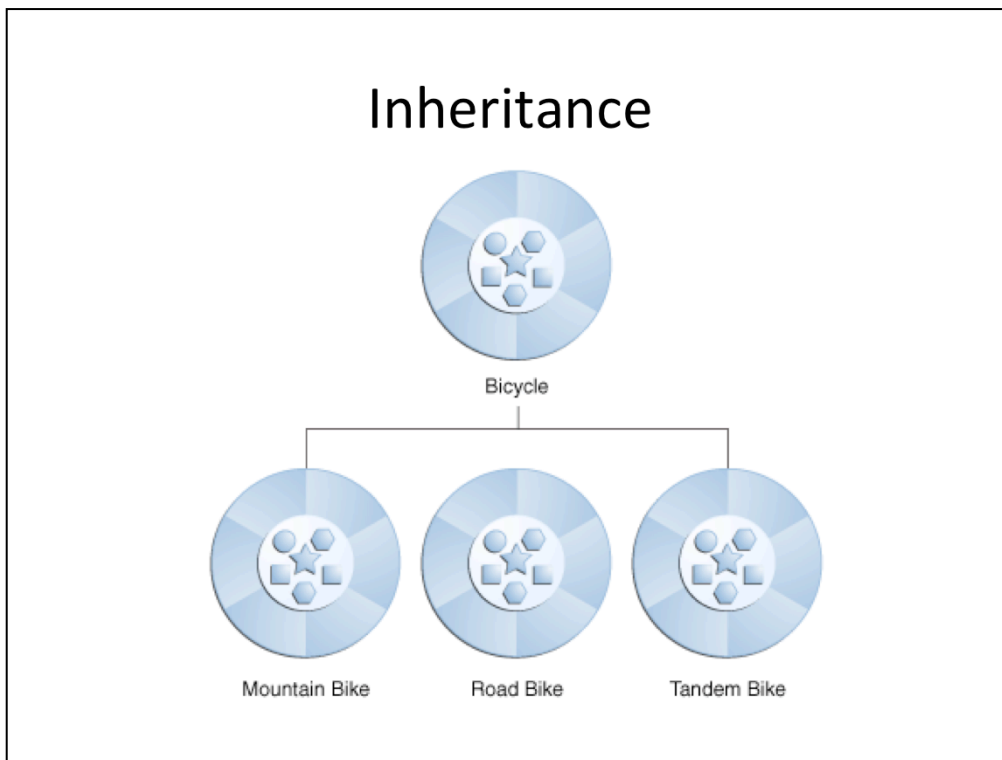 Inheritance
Bicycle
Mountain Bike
Road Bike
Tandem Bike